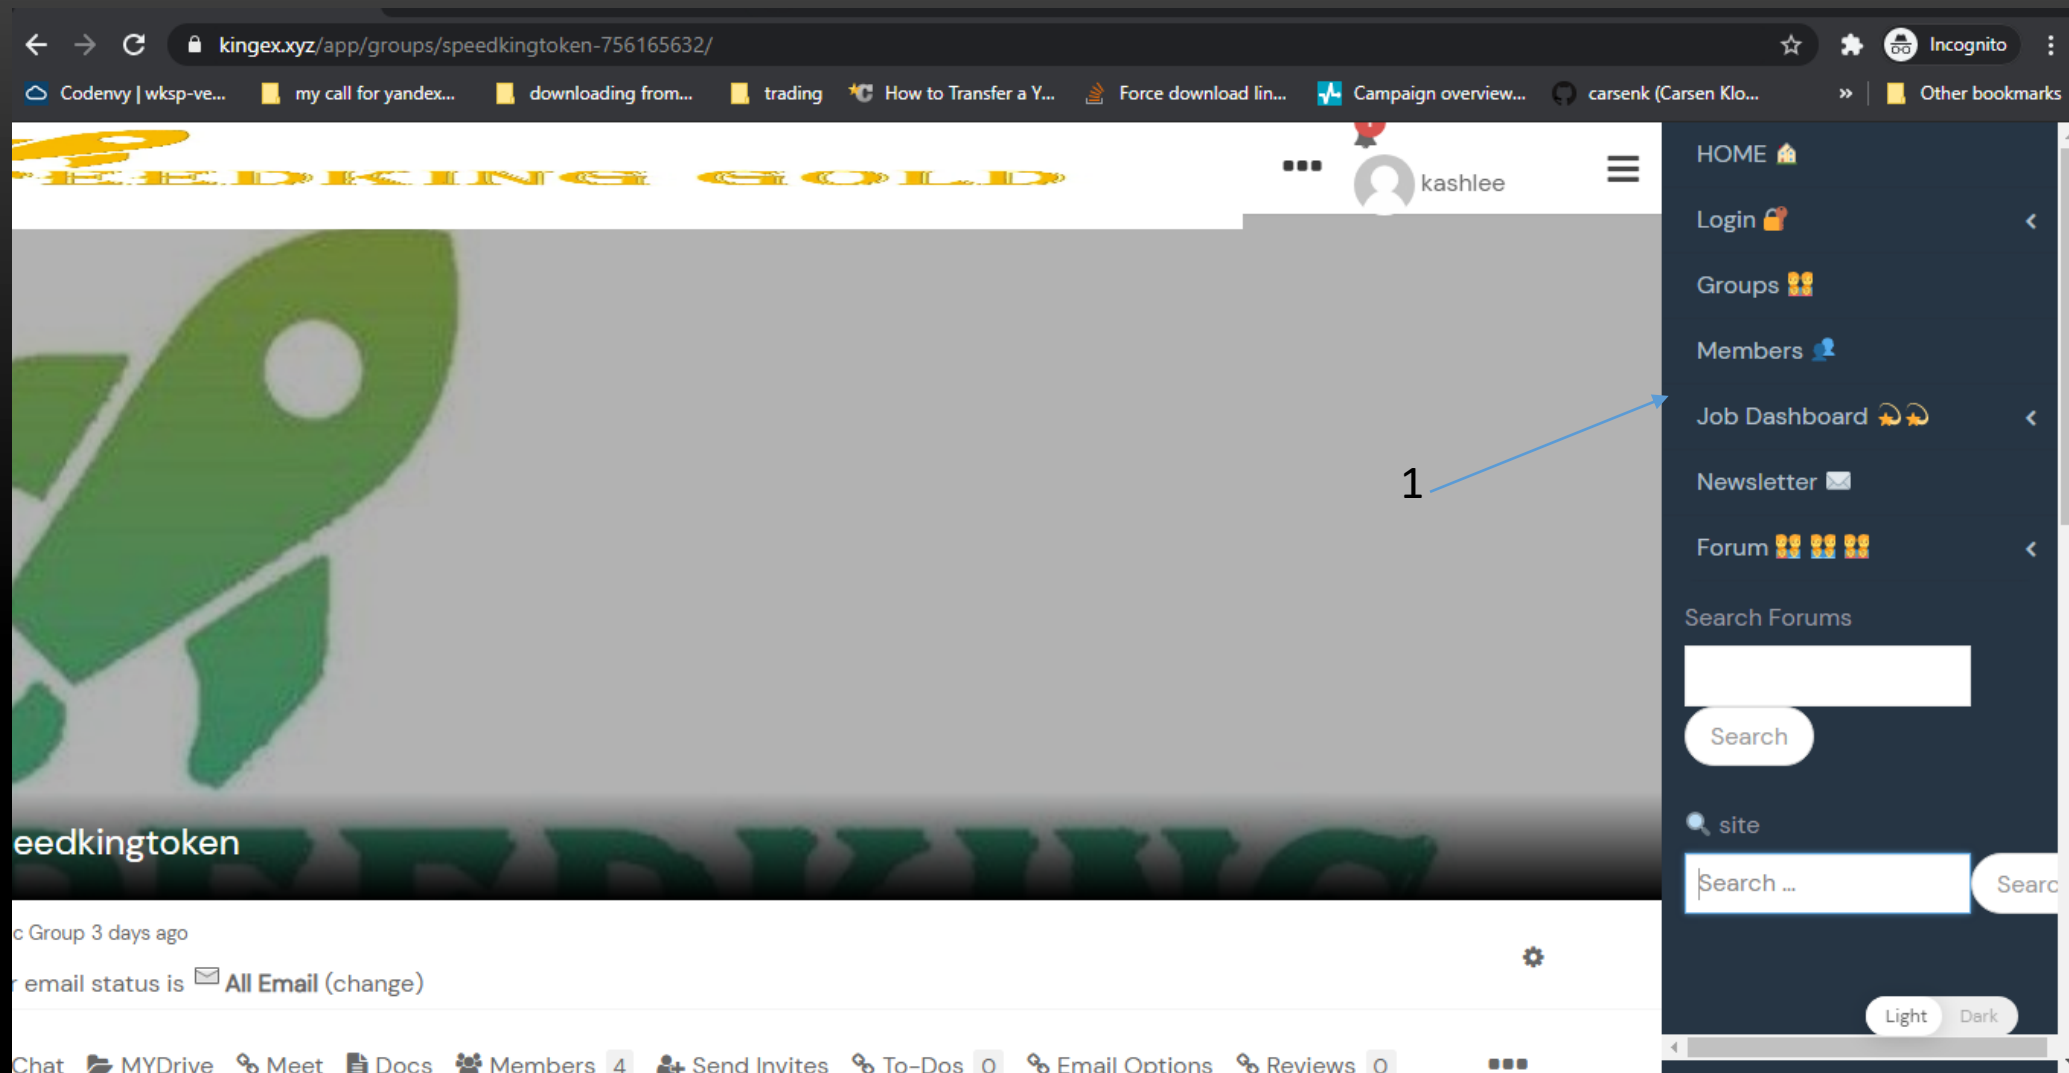 kingex.xyz/app/groups/speedkingtoken-756165632/
Incognito
Codenvy | wksp-ve...
my call for yandex...
downloading from...
trading
How to Transfer a Y...
Force download lin...
Campaign overview...
carsenk (Carsen Klo...
»
Other bookmarks
PEEDKING GOLD
kashlee
HOME
Login
Groups
Members
Job Dashboard
1
Newsletter
Forum
Search Forums
Search
site
Search ...
Searc
eedkingtoken
c Group 3 days ago
r email status is All Email (change)
Light Dark
Chat MYDrive Meet Docs Members 4 Send Invites To-Dos 0 Email Options Reviews 0